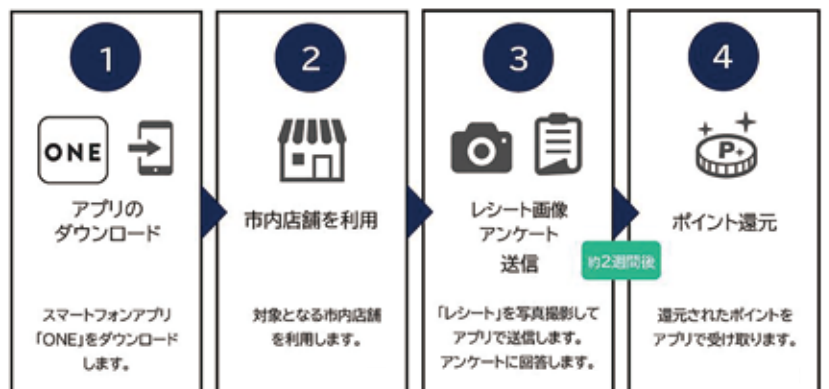 1
ONE
アプリの
ダウンロード
スマートフォンアプリ
「ONE」をダウンロード
します。
2
市内店舗を利用
対象となる市内店舗
を利用します。
3
レシート画像
アンケート
送信
約2週間後
「レシート」を写真撮影して
アプリで送信します。
アンケートに回答します。
4
P
ポイント還元
還元されたポイントを
アプリで受け取ります。